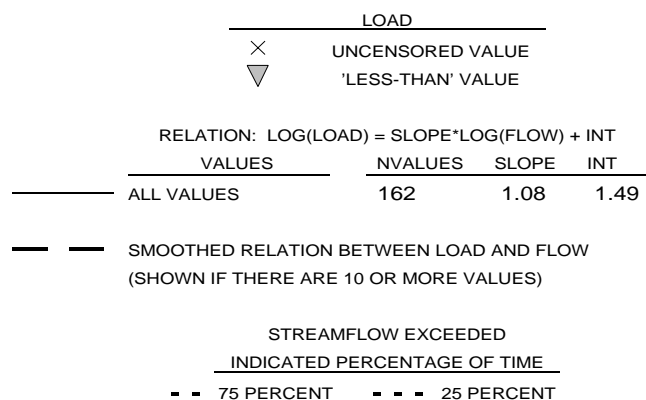 LOAD
UNCENSORED VALUE
'LESS-THAN' VALUE
RELATION: LOG(LOAD) = SLOPE*LOG(FLOW) + INT
VALUES NVALUES SLOPE INT
ALL VALUES 162 1.08 1.49
SMOOTHED RELATION BETWEEN LOAD AND FLOW
(SHOWN IF THERE ARE 10 OR MORE VALUES)
STREAMFLOW EXCEEDED
INDICATED PERCENTAGE OF TIME
75 PERCENT 25 PERCENT